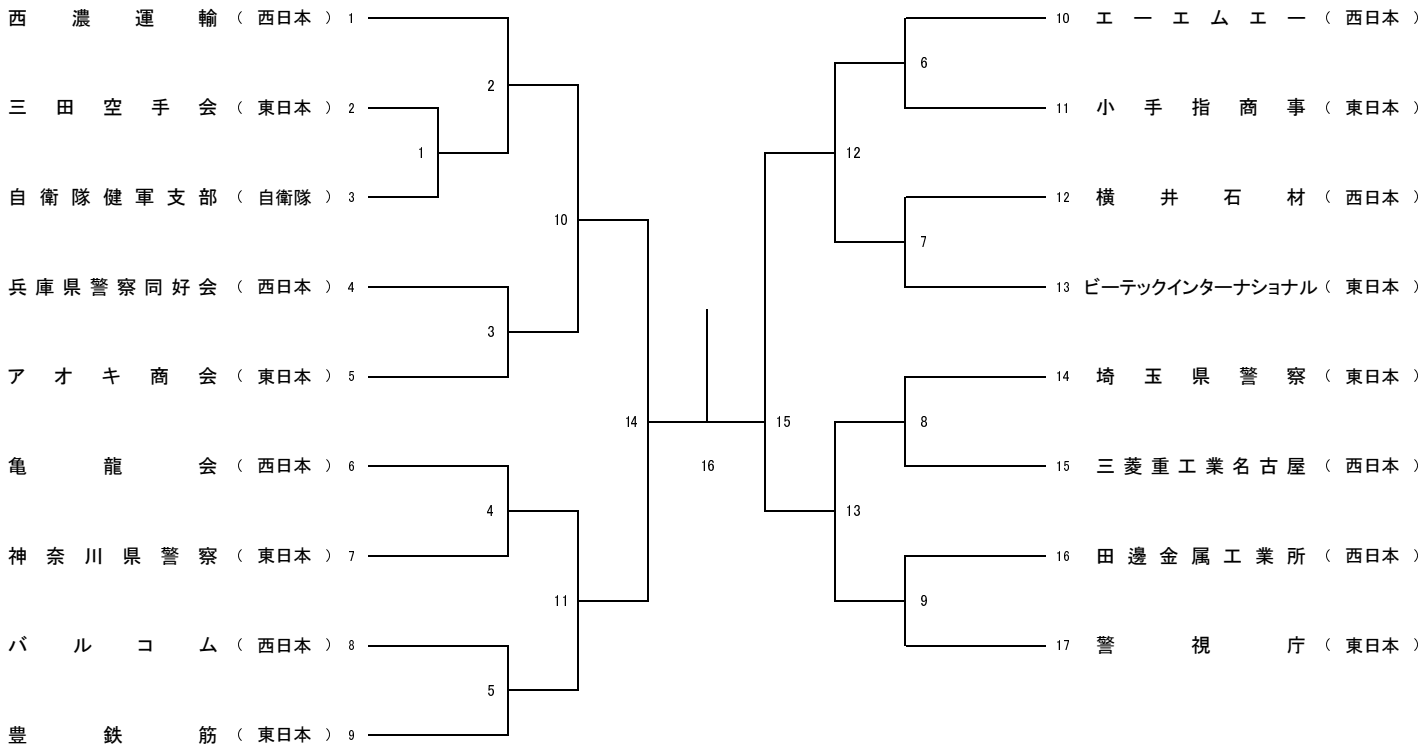 西濃運輸 （ 西日本 ） 1
三田空手会 （ 東日本 ） 2
自衛隊健軍支部 （ 自衛隊 ） 3
兵庫県警察同好会 （ 西日本 ） 4
アオキ商会 （ 東日本 ） 5
亀龍会 （ 西日本 ） 6
神奈川県警察 （ 東日本 ） 7
バルコム （ 西日本 ） 8
豊鉄筋 （ 東日本 ） 9
2
1
10
3
14
4
11
5
16
15
6
12
7
8
13
9
10 エーエムエー （ 西日本 ）
11 小手指商事 （ 東日本 ）
12 横井石材 （ 西日本 ）
13 ビーテックインターナショナル （ 東日本 ）
14 埼玉県警察 （ 東日本 ）
15 三菱重工業名古屋 （ 西日本 ）
16 田邊金属工業所 （ 西日本 ）
17 警視庁 （ 東日本 ）